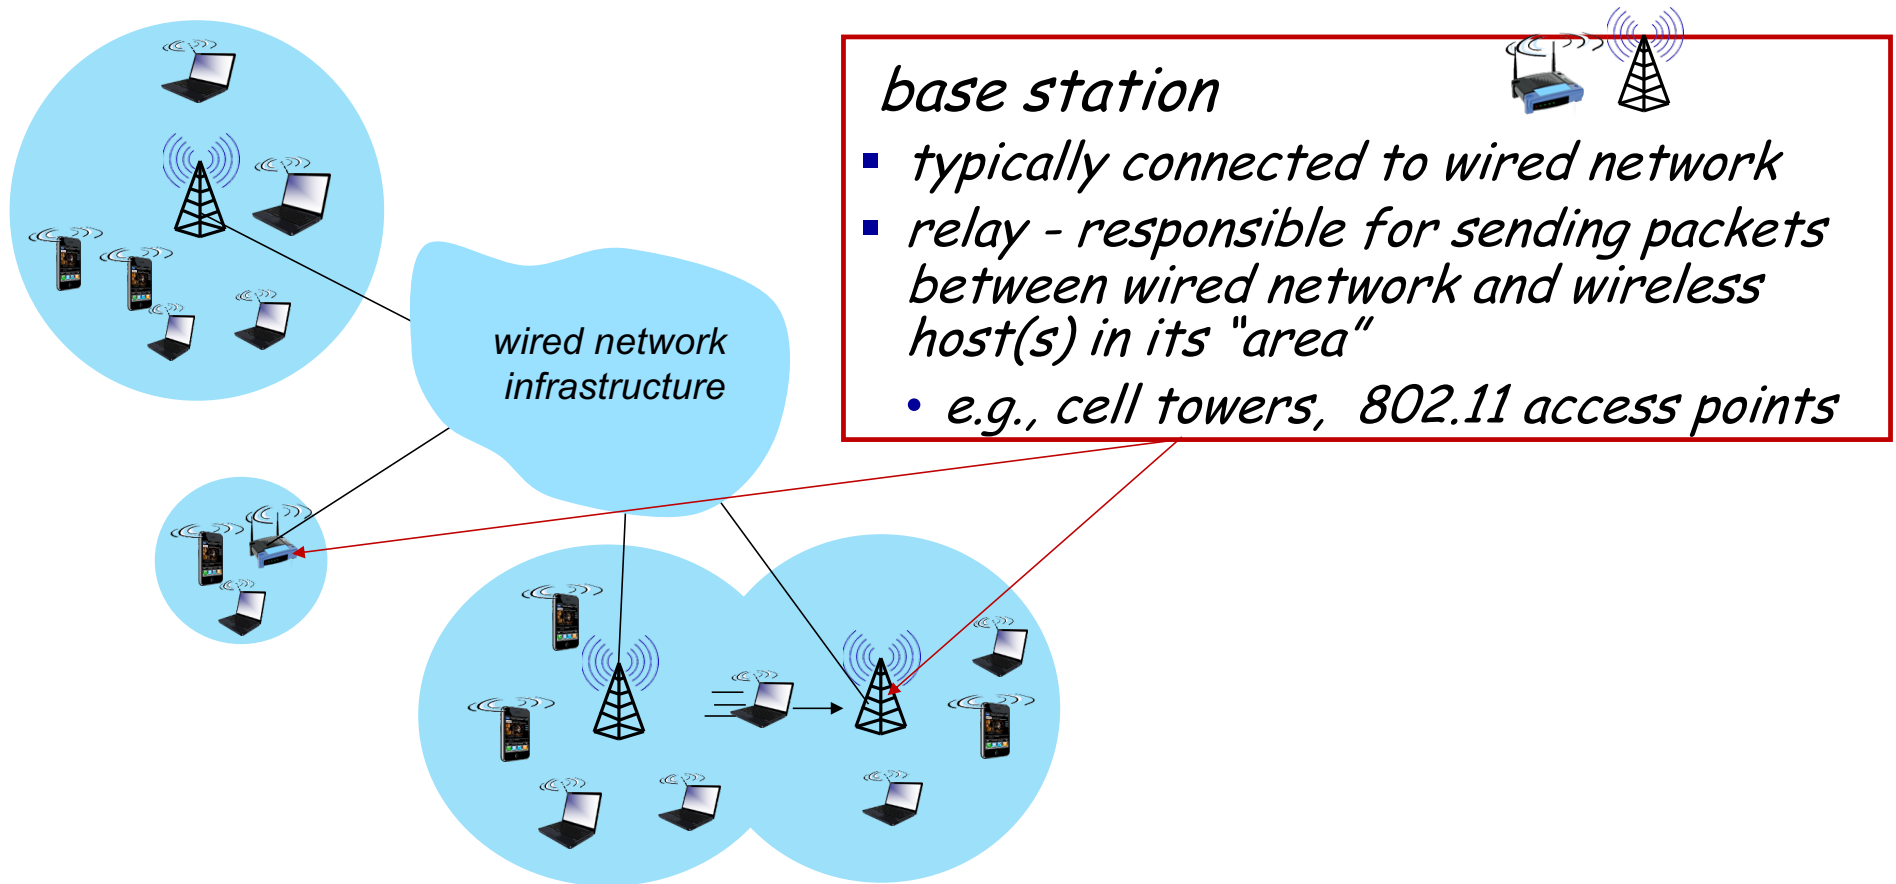 base station
typically connected to wired network
relay - responsible for sending packets
between wired network and wireless
host(s) in its “area”
e.g., cell towers, 802.11 access points
wired network
infrastructure